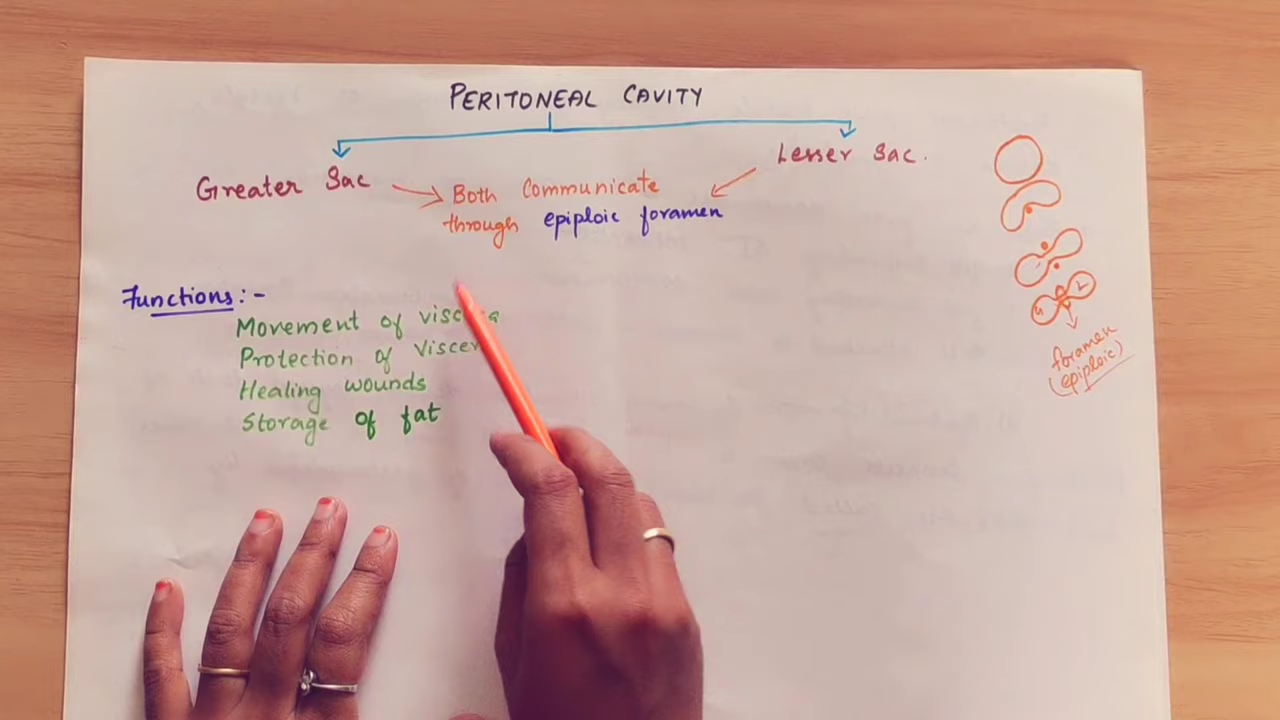 PERITONEAL CAVITY
Greater Sac
Lesser Sac.
Both Communicate
through epiploic foramen
Functions:-
Movement of
Protection of
Healing wounds
Storage of fat
G L
foramen
(epiploic)